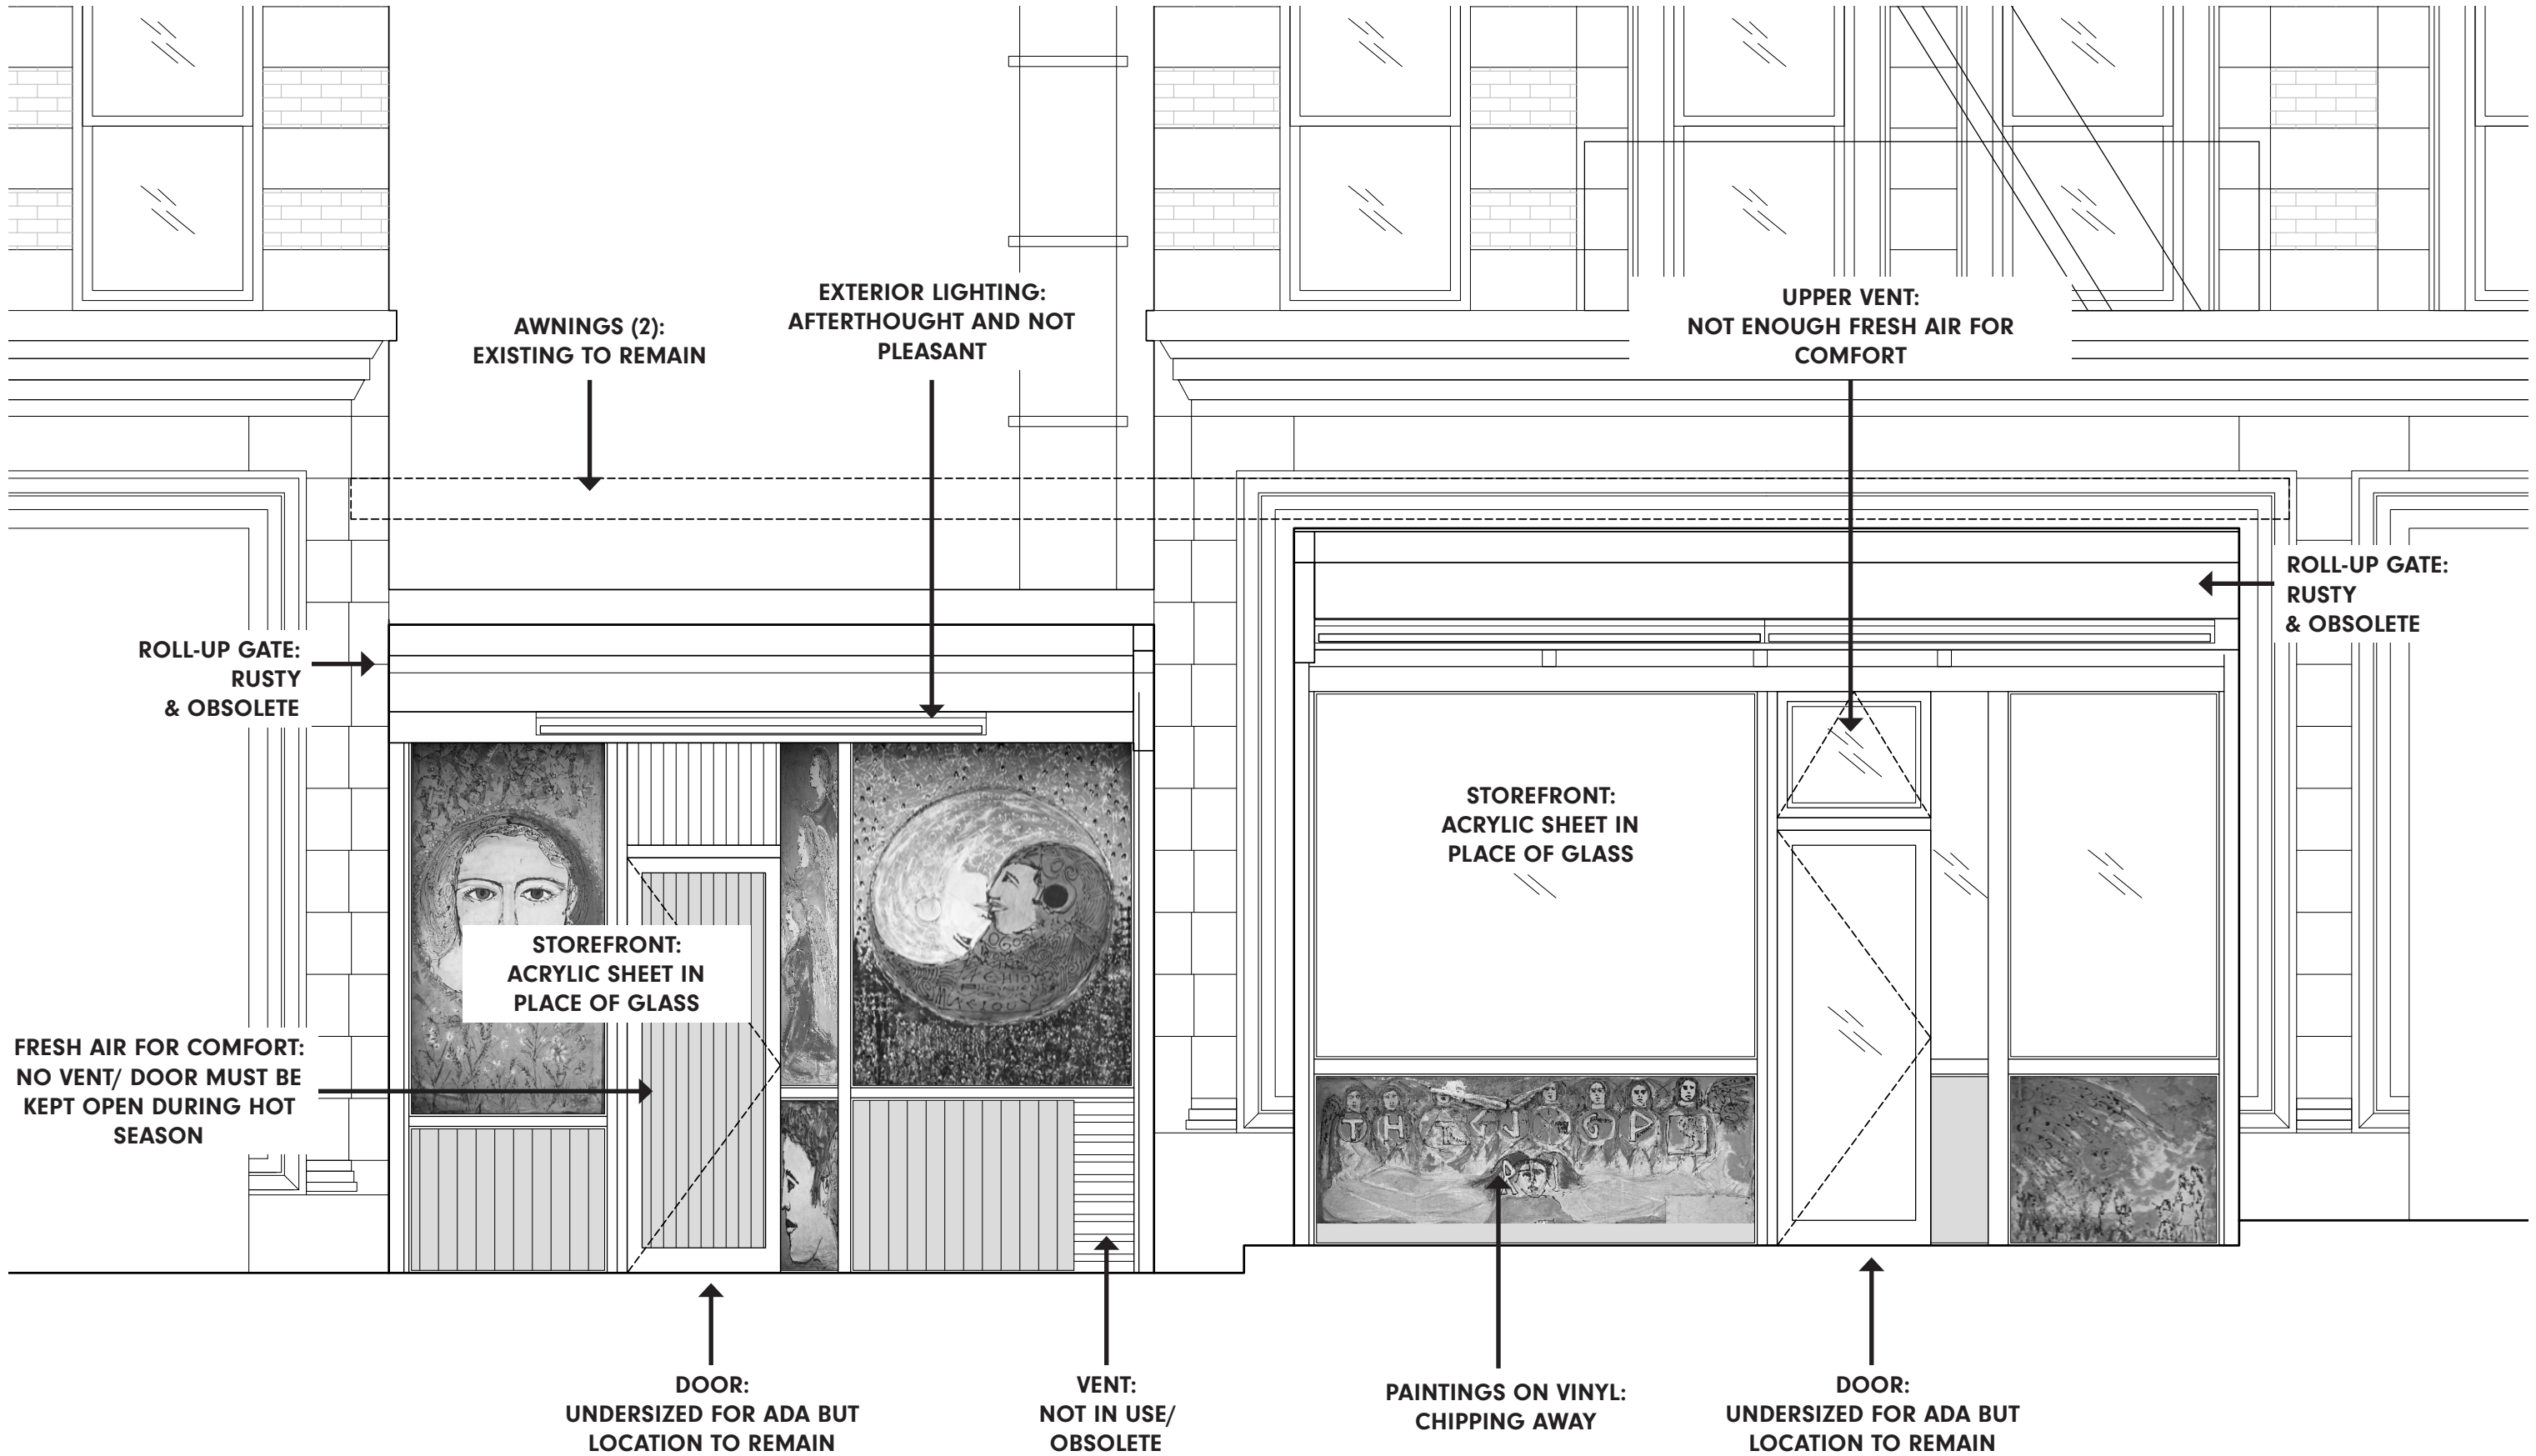 EXTERIOR LIGHTING:
AFTERTHOUGHT AND NOT
PLEASANT
UPPER VENT:
NOT ENOUGH FRESH AIR FOR
COMFORT
AWNINGS (2):
EXISTING TO REMAIN
ROLL-UP GATE:
RUSTY
& OBSOLETE
ROLL-UP GATE:
RUSTY
& OBSOLETE
STOREFRONT:
ACRYLIC SHEET IN
PLACE OF GLASS
STOREFRONT:
ACRYLIC SHEET IN
PLACE OF GLASS
FRESH AIR FOR COMFORT:
NO VENT/ DOOR MUST BE
KEPT OPEN DURING HOT
SEASON
DOOR:
UNDERSIZED FOR ADA BUT
LOCATION TO REMAIN
VENT:
NOT IN USE/
OBSOLETE
PAINTINGS ON VINYL:
CHIPPING AWAY
DOOR:
UNDERSIZED FOR ADA BUT
LOCATION TO REMAIN